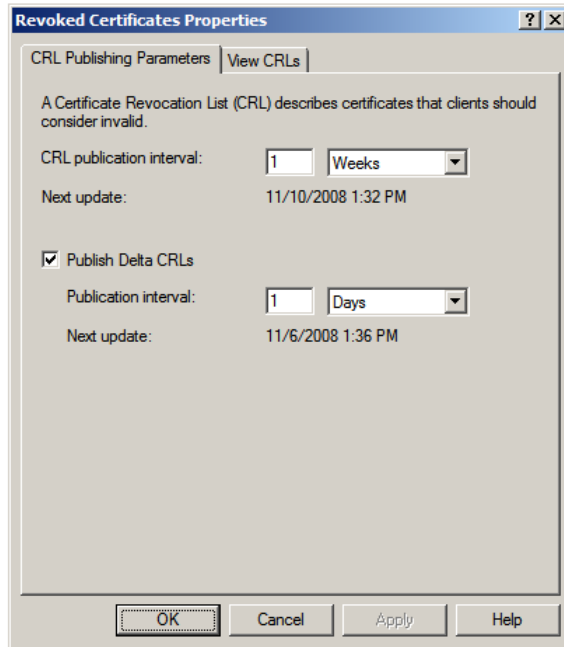 Revoked Certificates Properties
CRL Publishing Parameters View CRLs
A Certificate Revocation List (CRL) describes certificates that clients should
consider invalid.
CRL publication interval: 1 Weeks
Next update: 11/10/2008 1:32 PM
Publish Delta CRLs
Publication interval: 1 Days
Next update: 11/6/2008 1:36 PM
OK Cancel Apply Help